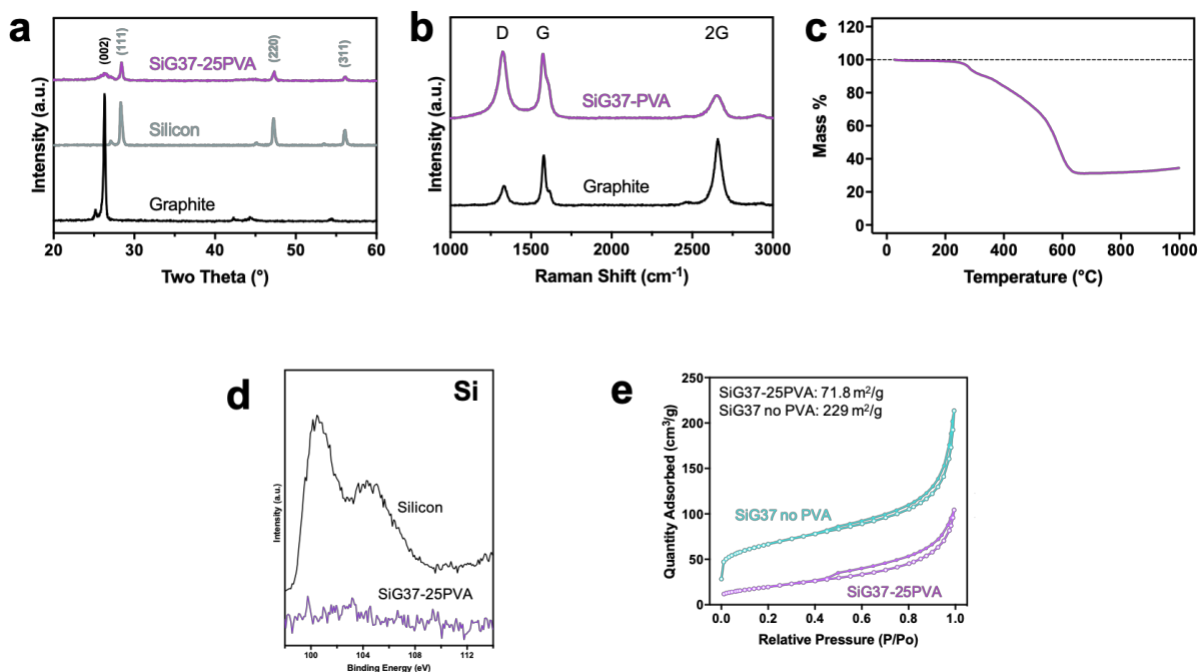 a
Intensity (a.u.)
(002)
(111)
(220)
(311)
SiG37-25PVA
Silicon
Graphite
20 30 40 50 60
Two Theta (°)
b
Intensity (a.u.)
D G 2G
SiG37-PVA
Graphite
1000 1500 2000 2500 3000
Raman Shift (cm-1)
c
Mass %
120
100
80
60
40
20
0
0 200 400 600 800 1000
Temperature (°C)
d
Si
Intensity (a.u.)
Silicon
SiG37-25PVA
100 104 108 112
Binding Energy (eV)
e
Quantity Adsorbed (cm³/g)
250
200
150
100
50
0
SiG37-25PVA: 71.8 m²/g
SiG37 no PVA: 229 m²/g
SiG37 no PVA
SiG37-25PVA
0.0 0.2 0.4 0.6 0.8 1.0
Relative Pressure (P/Po)